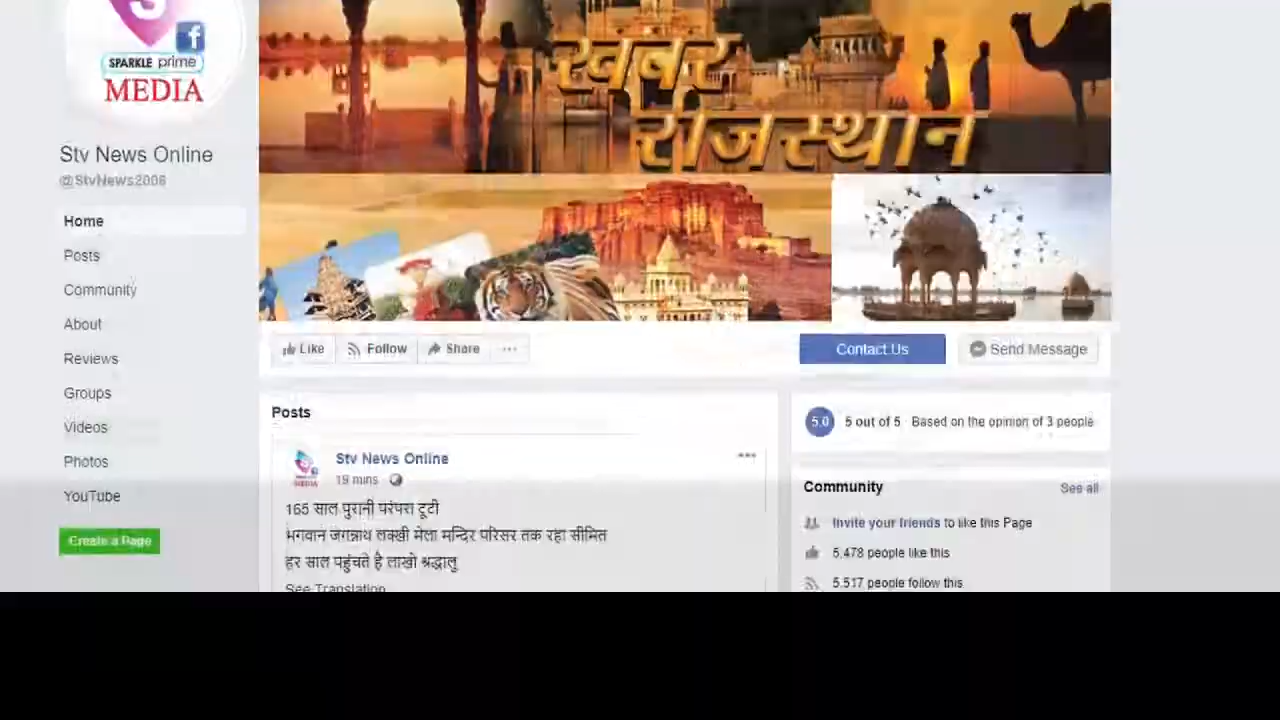 S
f
SPARKLE prime
MEDIA
खबर
राजस्थान
Stv News Online
@StvNews2008
Home
Posts
Community
About
Reviews
Groups
Videos
Photos
YouTube
Create a Page
Like
Follow
Share
Contact Us
Send Message
Posts
Stv News Online
19 mins
165 साल पुरानी परंपरा टूटी
भगवान जगन्नाथ लक्खी मेला मन्दिर परिसर तक रहा सीमित
हर साल पहुंचते है लाखो श्रद्धालु
See Translation
5.0 5 out of 5 · Based on the opinion of 3 people
Community See all
Invite your friends to like this Page
5,478 people like this
5,517 people follow this